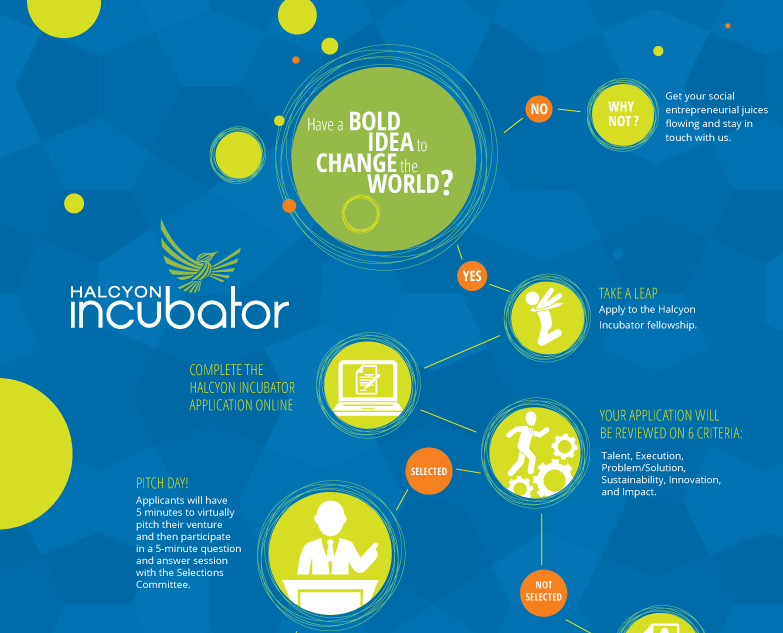 Have a BOLD
IDEA to
CHANGE the
WORLD?
NO
WHY
NOT?
Get your social
entrepreneurial juices
flowing and stay in
touch with us.
YES
TAKE A LEAP
Apply to the Halcyon
Incubator fellowship.
HALCYON
incubator
COMPLETE THE
HALCYON INCUBATOR
APPLICATION ONLINE
YOUR APPLICATION WILL
BE REVIEWED ON 6 CRITERIA:
Talent, Execution,
Problem/Solution,
Sustainability, Innovation,
and Impact.
SELECTED
PITCH DAY!
Applicants will have
5 minutes to virtually
pitch their venture
and then participate
in a 5-minute question
and answer session
with the Selections
Committee.
NOT
SELECTED